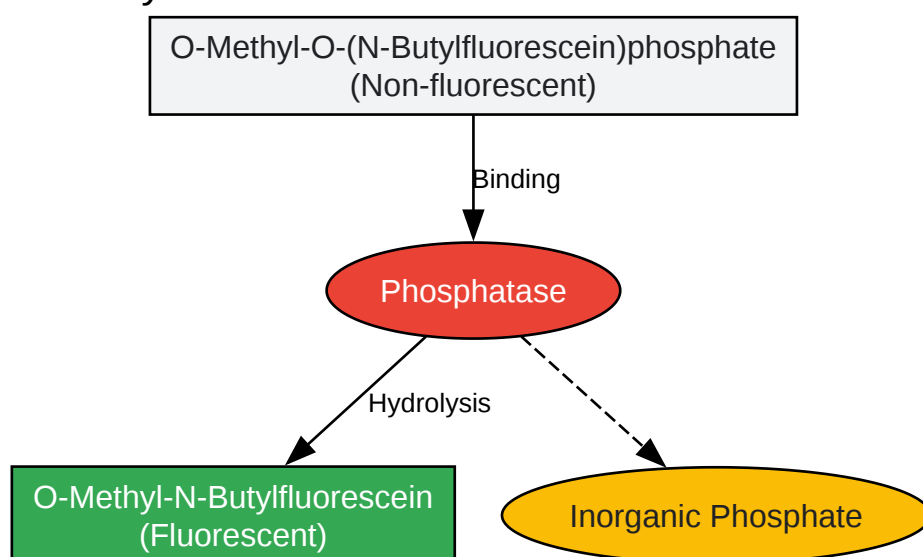 O-Methyl-O-(N-Butylfluorescein)phosphate
(Non-fluorescent)
Binding
Phosphatase
Hydrolysis
O-Methyl-N-Butylfluorescein
(Fluorescent)
Inorganic Phosphate